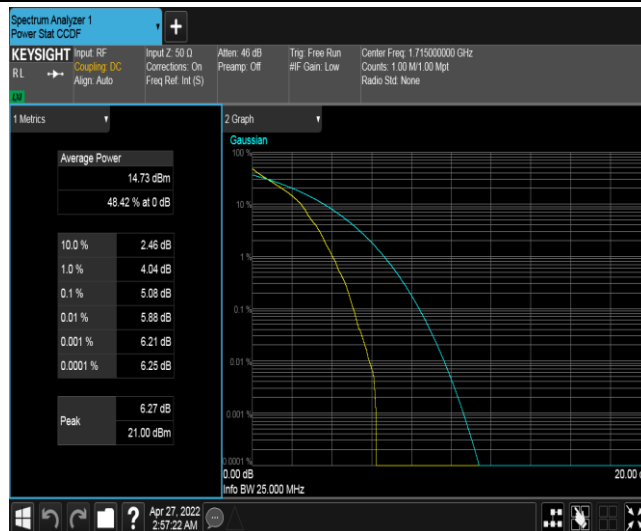 Spectrum Analyzer 1
Power Stat CCDF
+
KEYSIGHT
RL
Input: RF
Coupling: DC
Align: Auto
Input Z: 50 Ω
Corrections: On
Freq Ref: Int (S)
Atten: 46 dB
Preamp: Off
Trig: Free Run
#IF Gain: Low
Center Freq: 1.715000000 GHz
Counts: 1.00 M/1.00 Mpt
Radio Std: None
1 Metrics
Average Power
14.73 dBm
48.42 % at 0 dB
10.0 % 2.46 dB
1.0 % 4.04 dB
0.1 % 5.08 dB
0.01 % 5.88 dB
0.001 % 6.21 dB
0.0001 % 6.25 dB
Peak
6.27 dB
21.00 dBm
2 Graph
Gaussian
100 %
10 %
1 %
0.1 %
0.01 %
0.001 %
0.0001 %
0.00 dB
20.00
Info BW 25.000 MHz
?
Apr 27, 2022
2:57:22 AM